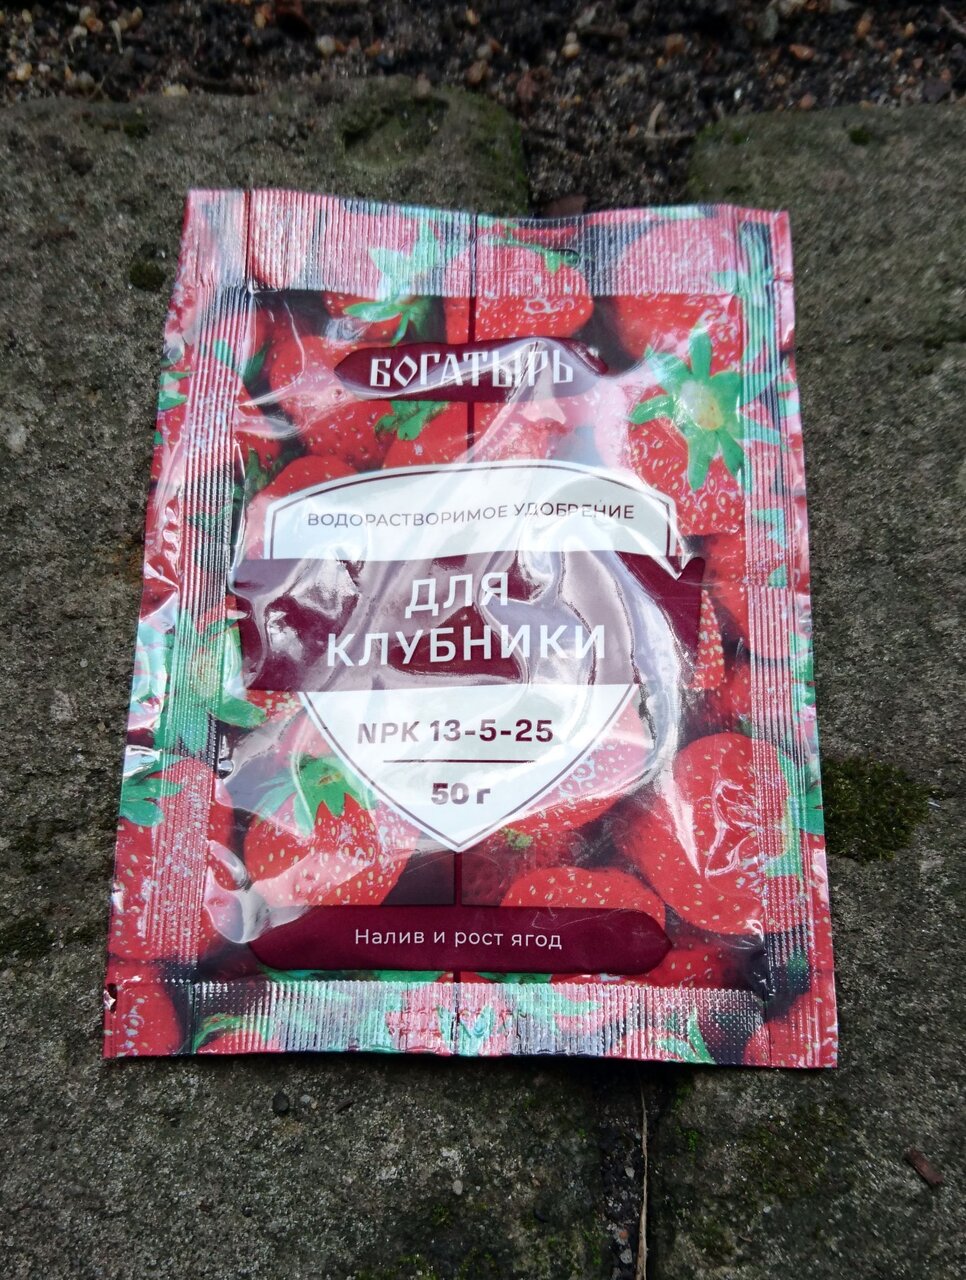 БОГАТЫРЬ
ВОДОРАСТВОРИМОЕ УДОБРЕНИЕ
ДЛЯ
КЛУБНИКИ
NPK 13-5-25
50 г
Налив и рост ягод